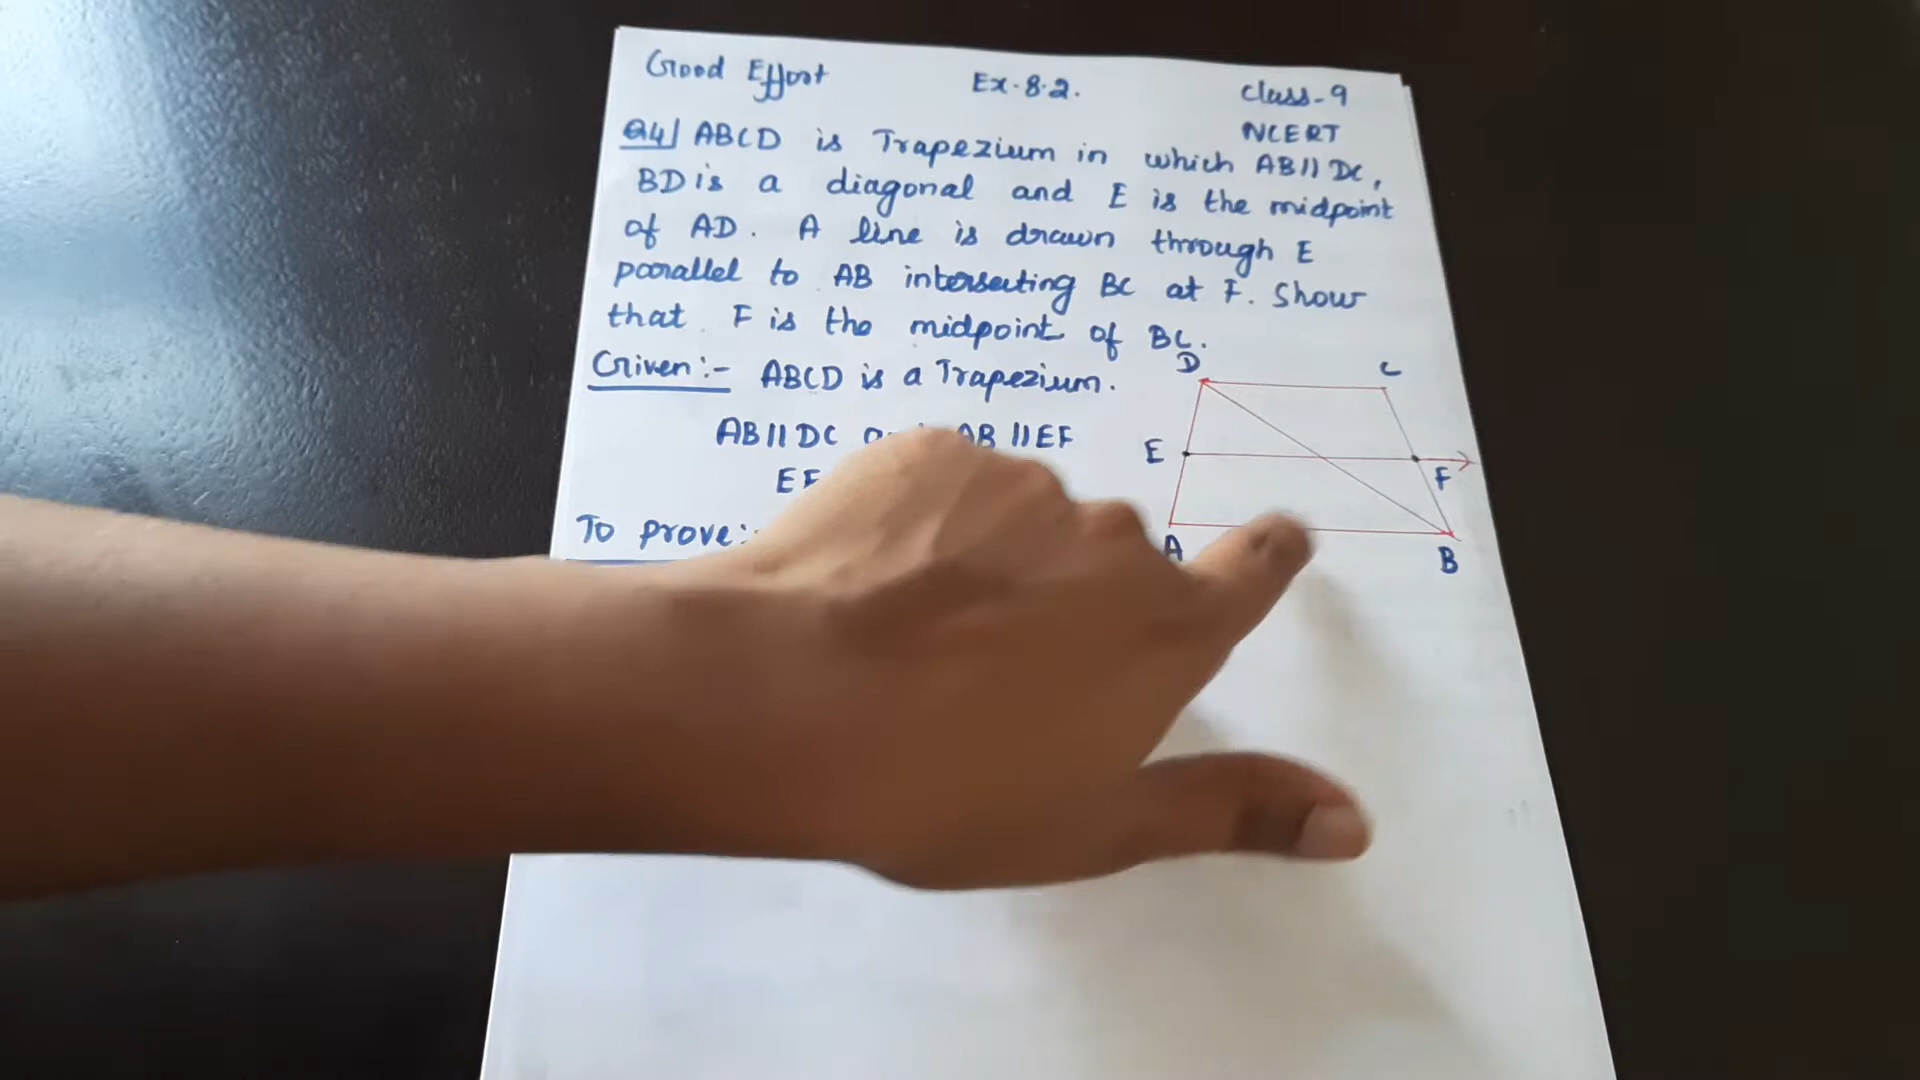 Good Effort Ex. 8.2. Class-9
NCERT
Q4/ ABCD is Trapezium in which AB || DC,
BD is a diagonal and E is the midpoint
of AD. A line is drawn through E
parallel to AB intersecting BC at F. Show
that F is the midpoint of BC.
Given:- ABCD is a Trapezium.
AB || DC AB || EF
To prove:-
D C
E F
A B